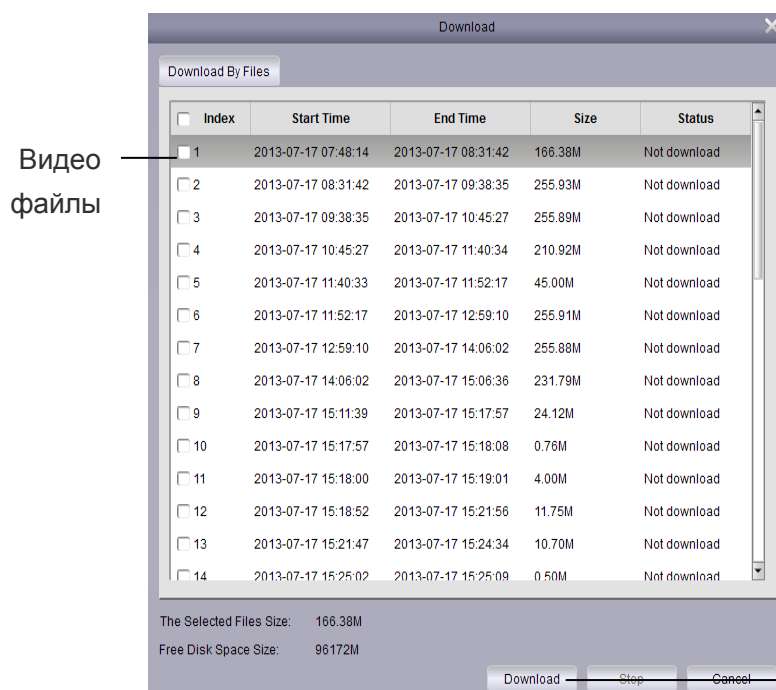 Download
Download By Files
Index Start Time End Time Size Status
Видео
файлы
1 2013-07-17 07:48:14 2013-07-17 08:31:42 166.38M Not download
2 2013-07-17 08:31:42 2013-07-17 09:38:35 255.93M Not download
3 2013-07-17 09:38:35 2013-07-17 10:45:27 255.89M Not download
4 2013-07-17 10:45:27 2013-07-17 11:40:34 210.92M Not download
5 2013-07-17 11:40:33 2013-07-17 11:52:17 45.00M Not download
6 2013-07-17 11:52:17 2013-07-17 12:59:10 255.91M Not download
7 2013-07-17 12:59:10 2013-07-17 14:06:02 255.88M Not download
8 2013-07-17 14:06:02 2013-07-17 15:06:36 231.79M Not download
9 2013-07-17 15:11:39 2013-07-17 15:17:57 24.12M Not download
10 2013-07-17 15:17:57 2013-07-17 15:18:08 0.76M Not download
11 2013-07-17 15:18:00 2013-07-17 15:19:01 4.00M Not download
12 2013-07-17 15:18:52 2013-07-17 15:21:56 11.75M Not download
13 2013-07-17 15:21:47 2013-07-17 15:24:34 10.70M Not download
14 2013-07-17 15:25:02 2013-07-17 15:25:09 0.50M Not download
The Selected Files Size: 166.38M
Free Disk Space Size: 96172M
Download Stop Cancel